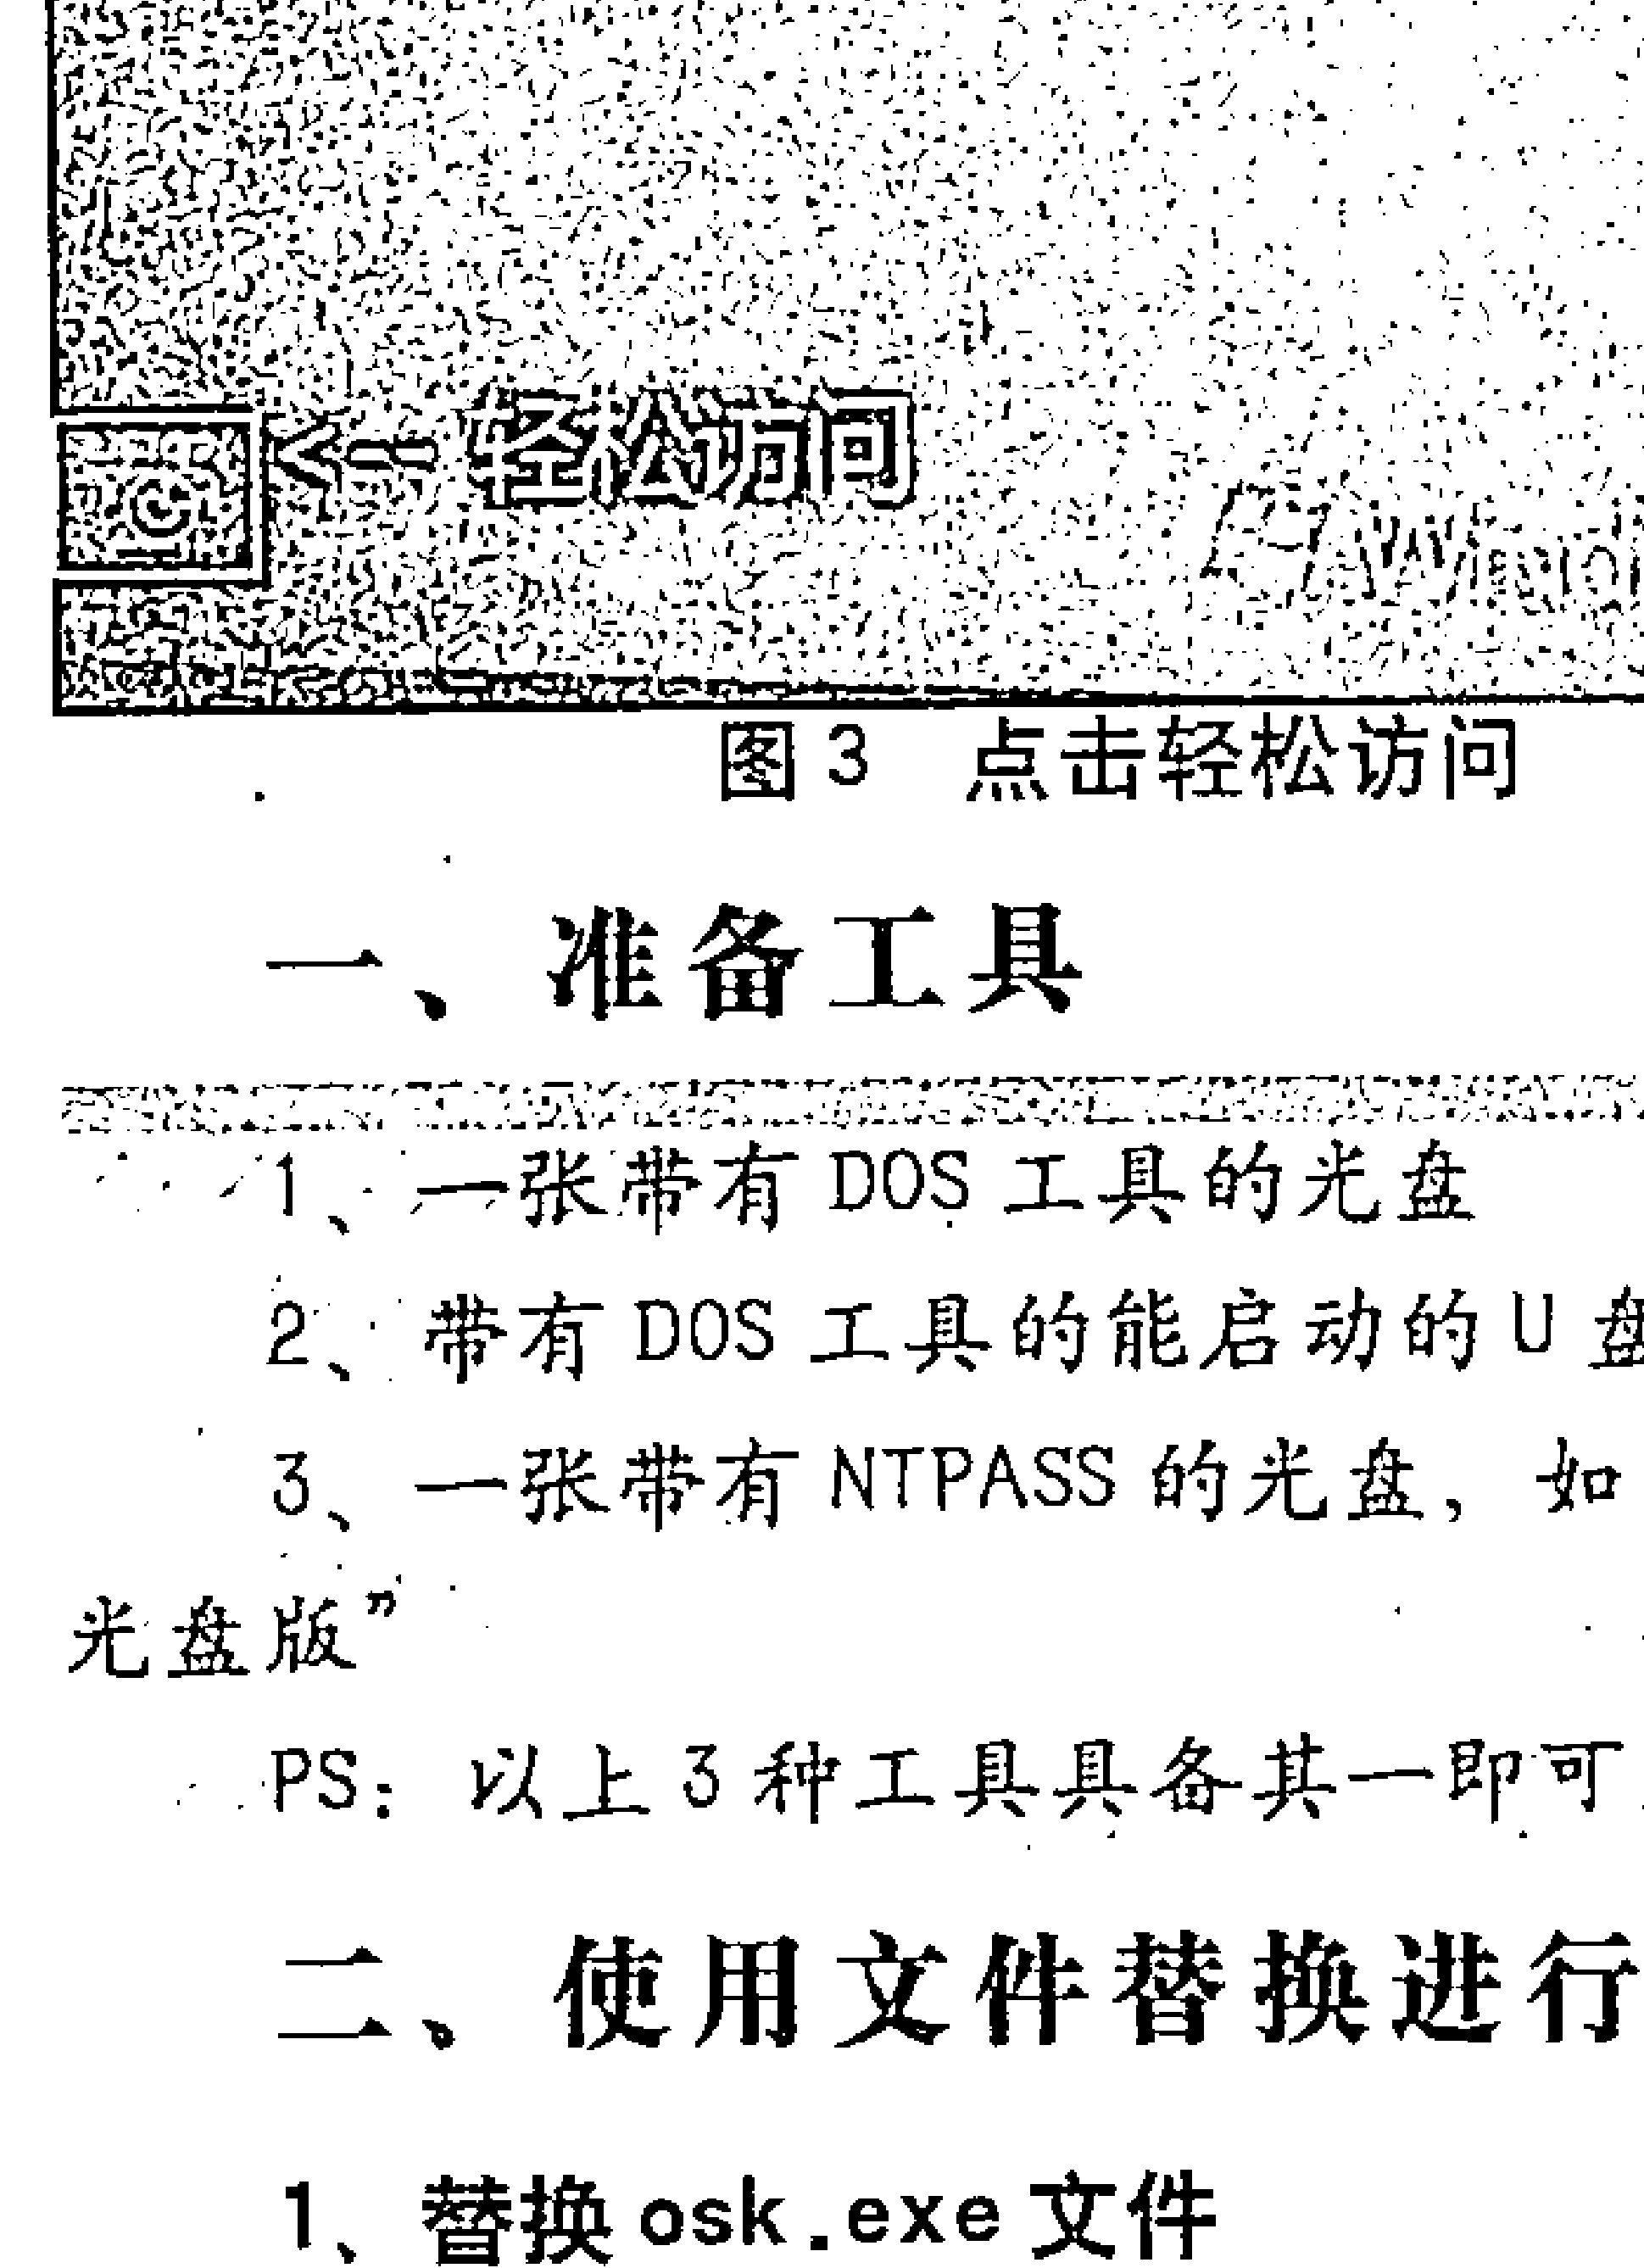 <-- 轻松访问
图3 点击轻松访问
一、准备工具
1、一张带有DOS工具的光盘
2、带有DOS工具的能启动的U盘
3、一张带有NTPASS的光盘，如
光盘版”
PS：以上3种工具具备其一即可
二、使用文件替换进行
1、替换osk.exe文件